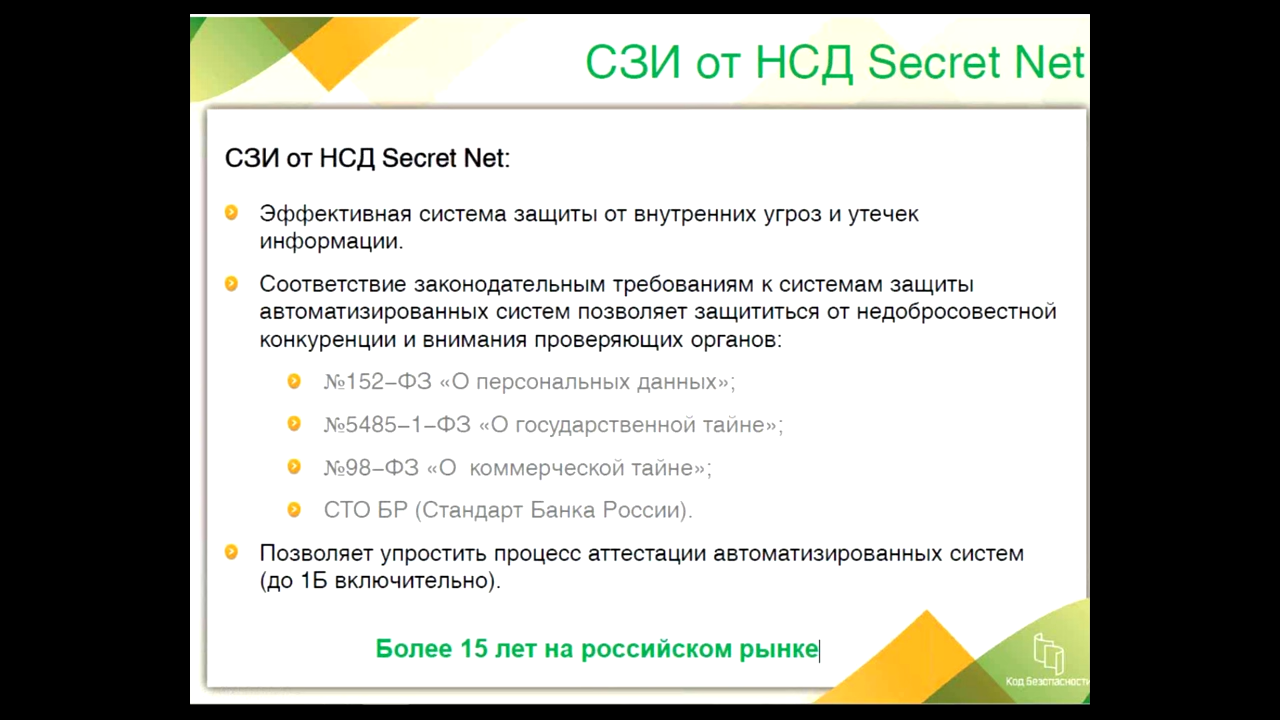 СЗИ от НСД Secret Net
СЗИ от НСД Secret Net:
Эффективная система защиты от внутренних угроз и утечек
информации.
Соответствие законодательным требованиям к системам защиты
автоматизированных систем позволяет защититься от недобросовестной
конкуренции и внимания проверяющих органов:
№152–ФЗ «О персональных данных»;
№5485–1–ФЗ «О государственной тайне»;
№98–ФЗ «О  коммерческой тайне»;
СТО БР (Стандарт Банка России).
Позволяет упростить процесс аттестации автоматизированных систем
(до 1Б включительно).
Более 15 лет на российском рынке
Код Безопасности